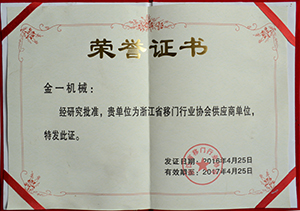 荣誉证书
金一机械：
经研究批准，贵单位为浙江省移门行业协会供应商单位，
特发此证。
发证日期：2016年4月25日
有效期至：2017年4月25日